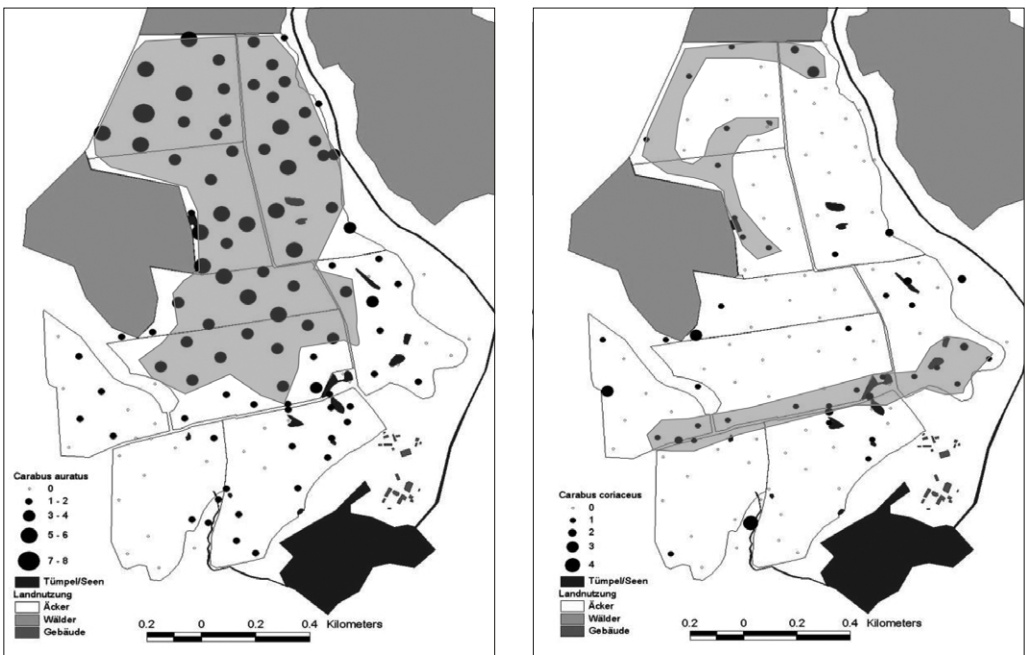 Carabus auratus
0
1 - 2
3 - 4
5 - 6
7 - 8
Tümpel/Seen
Landnutzung
Äcker
Wälder
Gebäude
0.2 0 0.2 0.4 Kilometers
Carabus coriaceus
0
1
2
3
4
Tümpel/Seen
Landnutzung
Äcker
Wälder
Gebäude
0.2 0 0.2 0.4 Kilometers